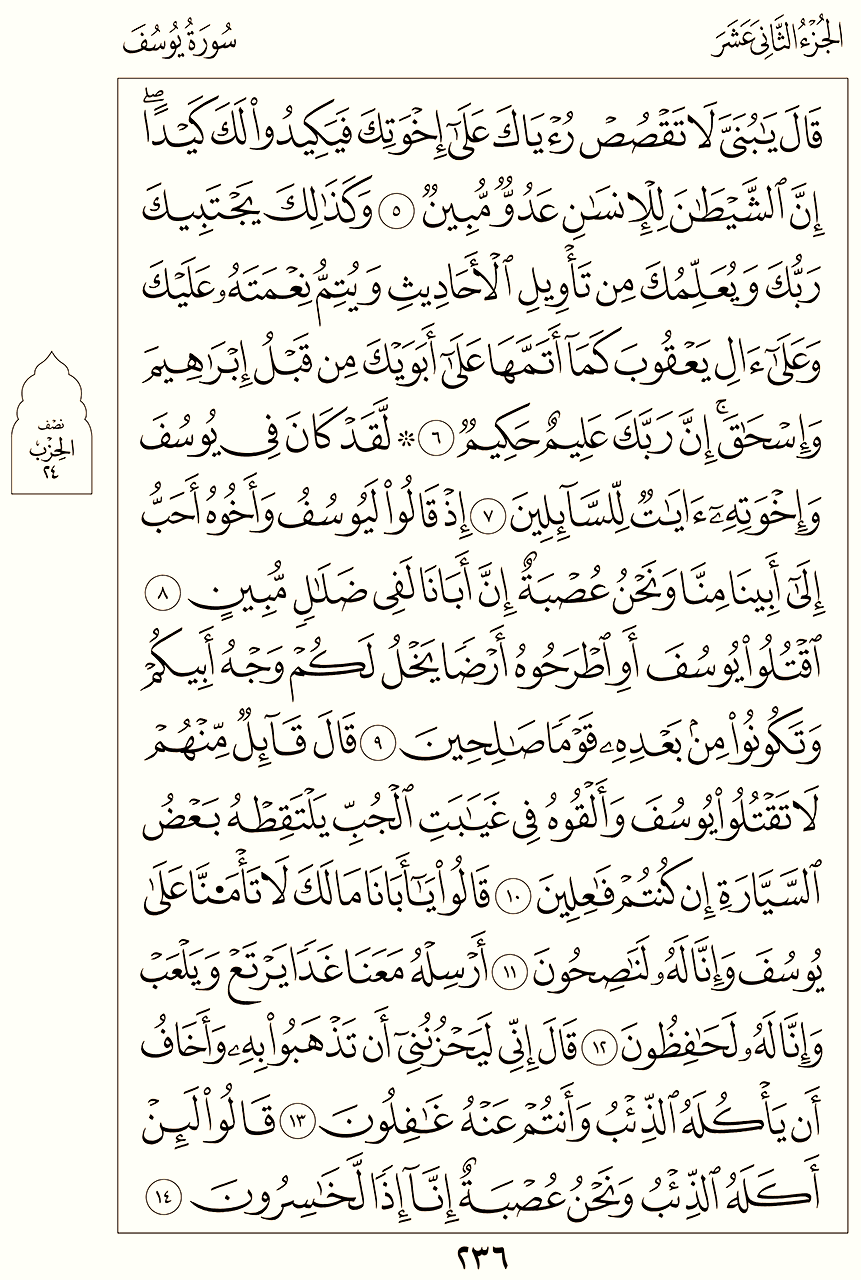 الجُزْءُ الثَّانِيَ عَشَرَ
سُورَةُ يُوسُفَ
قَالَ يَٰبُنَيَّ لَا تَقْصُصْ رُءْيَاكَ عَلَىٰٓ إِخْوَتِكَ فَيَكِيدُوا۟ لَكَ كَيْدًا ۖ
إِنَّ ٱلشَّيْطَٰنَ لِلْإِنسَٰنِ عَدُوٌّ مُّبِينٌ ٥ وَكَذَٰلِكَ يَجْتَبِيكَ
رَبُّكَ وَيُعَلِّمُكَ مِن تَأْوِيلِ ٱلْأَحَادِيثِ وَيُتِمُّ نِعْمَتَهُۥ عَلَيْكَ
وَعَلَىٰٓ ءَالِ يَعْقُوبَ كَمَآ أَتَمَّهَا عَلَىٰٓ أَبَوَيْكَ مِن قَبْلُ إِبْرَٰهِيمَ
وَإِسْحَٰقَ ۚ إِنَّ رَبَّكَ عَلِيمٌ حَكِيمٌ ٦ ۞ لَّقَدْ كَانَ فِى يُوسُفَ
وَإِخْوَتِهِۦٓ ءَايَٰتٌ لِّلسَّآئِلِينَ ٧ إِذْ قَالُوا۟ لَيُوسُفُ وَأَخُوهُ أَحَبُّ
إِلَىٰٓ أَبِينَا مِنَّا وَنَحْنُ عُصْبَةٌ إِنَّ أَبَانَا لَفِى ضَلَٰلٍ مُّبِينٍ ٨
ٱقْتُلُوا۟ يُوسُفَ أَوِ ٱطْرَحُوهُ أَرْضًا يَخْلُ لَكُمْ وَجْهُ أَبِيكُمْ
وَتَكُونُوا۟ مِنۢ بَعْدِهِۦ قَوْمًا صَٰلِحِينَ ٩ قَالَ قَآئِلٌ مِّنْهُمْ
لَا تَقْتُلُوا۟ يُوسُفَ وَأَلْقُوهُ فِى غَيَٰبَتِ ٱلْجُبِّ يَلْتَقِطْهُ بَعْضُ
ٱلسَّيَّارَةِ إِن كُنتُمْ فَٰعِلِينَ ١٠ قَالُوا۟ يَٰٓأَبَانَا مَا لَكَ لَا تَأْمَ۫نَّا عَلَىٰ
يُوسُفَ وَإِنَّا لَهُۥ لَنَٰصِحُونَ ١١ أَرْسِلْهُ مَعَنَا غَدًا يَرْتَعْ وَيَلْعَبْ
وَإِنَّا لَهُۥ لَحَٰفِظُونَ ١٢ قَالَ إِنِّى لَيَحْزُنُنِىٓ أَن تَذْهَبُوا۟ بِهِۦ وَأَخَافُ
أَن يَأْكُلَهُ ٱلذِّئْبُ وَأَنتُمْ عَنْهُ غَٰفِلُونَ ١٣ قَالُوا۟ لَئِنْ
أَكَلَهُ ٱلذِّئْبُ وَنَحْنُ عُصْبَةٌ إِنَّآ إِذًا لَّخَٰسِرُونَ ١٤
نصف
الحِزْب
٢٤
٢٣٦